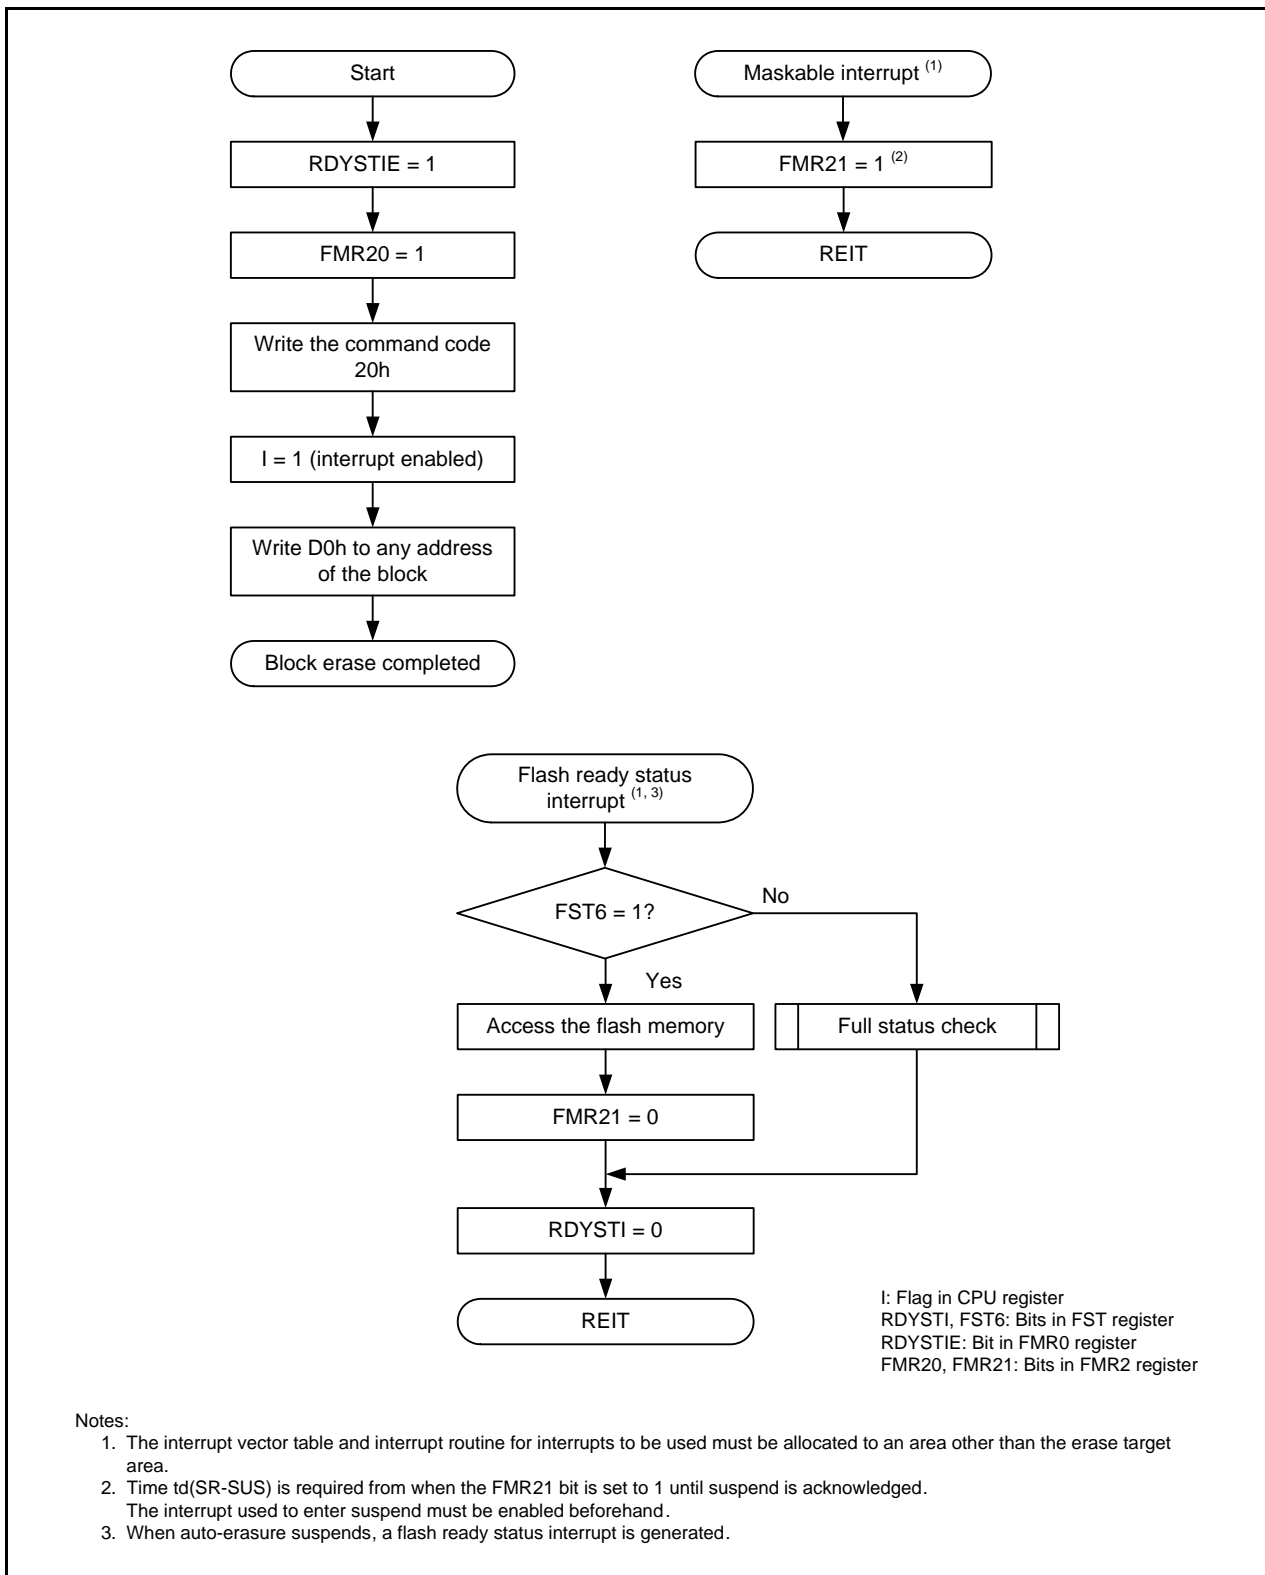 Start
RDYSTIE = 1
FMR20 = 1
Write the command code
20h
I = 1 (interrupt enabled)
Write D0h to any address
of the block
Block erase completed
Maskable interrupt (1)
FMR21 = 1 (2)
REIT
Flash ready status
interrupt (1, 3)
FST6 = 1?
No
Yes
Access the flash memory
Full status check
FMR21 = 0
RDYSTI = 0
REIT
I: Flag in CPU register
RDYSTI, FST6: Bits in FST register
RDYSTIE: Bit in FMR0 register
FMR20, FMR21: Bits in FMR2 register
Notes:
1. The interrupt vector table and interrupt routine for interrupts to be used must be allocated to an area other than the erase target
area.
2. Time td(SR-SUS) is required from when the FMR21 bit is set to 1 until suspend is acknowledged.
The interrupt used to enter suspend must be enabled beforehand.
3. When auto-erasure suspends, a flash ready status interrupt is generated.